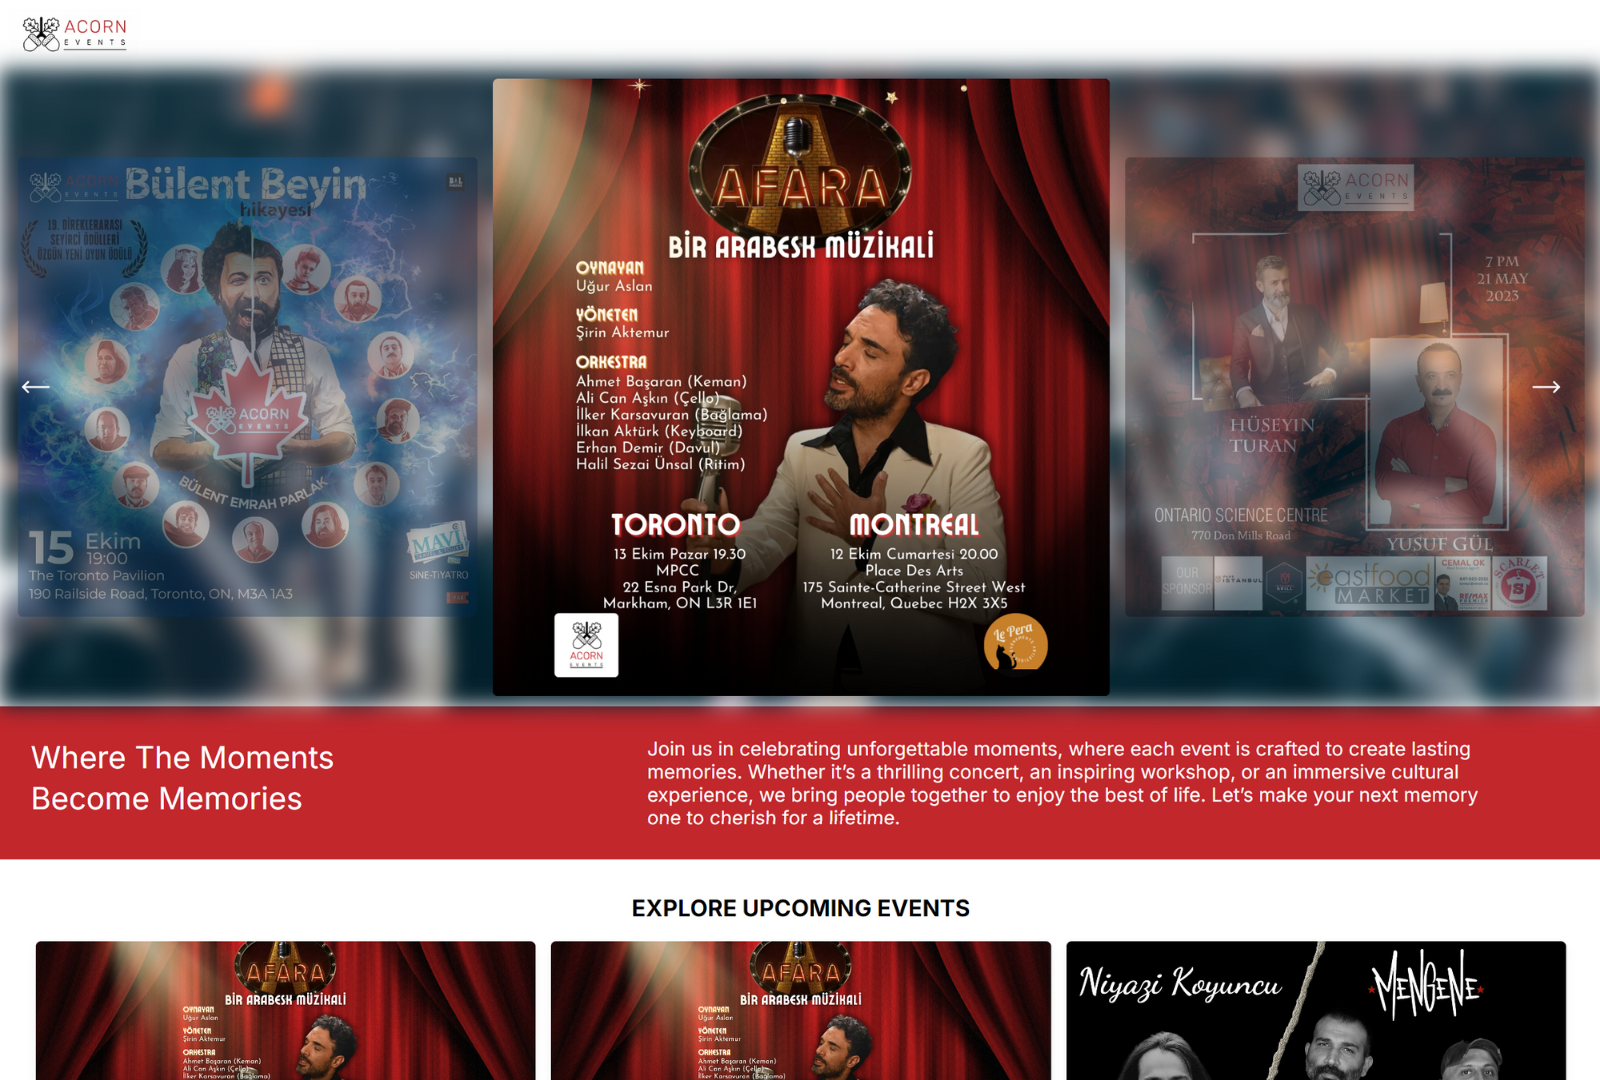 ACORN
EVENTS
ACORN
EVENTS
Bülent Beyin
hikayesi
19. DİREKLERARASI
SEYİRCİ ÖDÜLLERİ
ÖZGÜN YENİ OYUN ÖDÜLÜ
ACORN
EVENTS
BÜLENT EMRAH PARLAK
15 Ekim
19:00
The Toronto Pavilion
190 Railside Road, Toronto, ON, M3A 1A3
MAVİ
SİNE-TİYATRO
AFARA
BİR ARABESK MÜZİKALİ
OYNAYAN
Uğur Aslan
YÖNETEN
Şirin Aktemur
ORKESTRA
Ahmet Başaran (Keman)
Ali Can Aşkın (Çello)
İlker Karsavuran (Bağlama)
İlkan Aktürk (Keyboard)
Erhan Demir (Davul)
Halil Sezai Ünsal (Ritim)
TORONTO
13 Ekim Pazar 19.30
MPCC
22 Esna Park Dr,
Markham, ON L3R 1E1
MONTREAL
12 Ekim Cumartesi 20.00
Place Des Arts
175 Sainte-Catherine Street West
Montreal, Quebec H2X 3X5
ACORN
EVENTS
Le Pera
ACORN
EVENTS
7 PM
21 MAY
2023
HÜSEYIN
TURAN
ONTARIO SCIENCE CENTRE
770 Don Mills Road
YUSUF GÜL
OUR
SPONSOR
ISTANBUL
eastfood
MARKET
CEMAL OK
RE/MAX
SCARLET
Where The Moments
Become Memories
Join us in celebrating unforgettable moments, where each event is crafted to create lasting
memories. Whether it's a thrilling concert, an inspiring workshop, or an immersive cultural
experience, we bring people together to enjoy the best of life. Let's make your next memory
one to cherish for a lifetime.
EXPLORE UPCOMING EVENTS
AFARA
BİR ARABESK MÜZİKALİ
OYNAYAN
Uğur Aslan
YÖNETEN
Şirin Aktemur
ORKESTRA
Ahmet Başaran (Keman)
Ali Can Aşkın (Çello)
İlker Karsavuran (Bağlama)
AFARA
BİR ARABESK MÜZİKALİ
OYNAYAN
Uğur Aslan
YÖNETEN
Şirin Aktemur
ORKESTRA
Ahmet Başaran (Keman)
Ali Can Aşkın (Çello)
İlker Karsavuran (Bağlama)
Niyazi Koyuncu
MENGENE